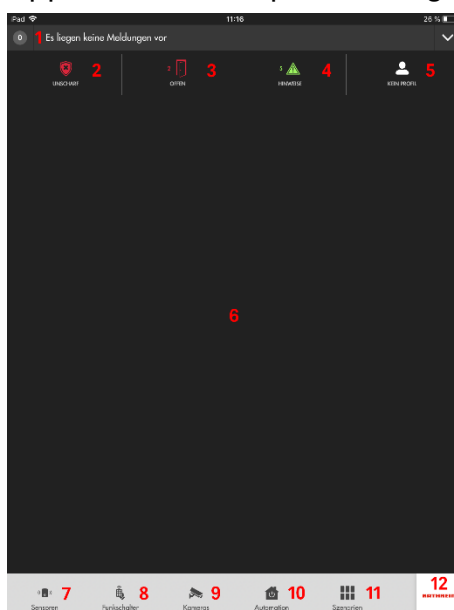 iPad 11:16 26 %
0 1 Es liegen keine Meldungen vor
2 3 4 5
UNSCHARF OFFEN HINWEISE KEIN PROFIL
6
7 8 9 10 11 12
Sensoren Funkschalter Kameras Automation Szenarien